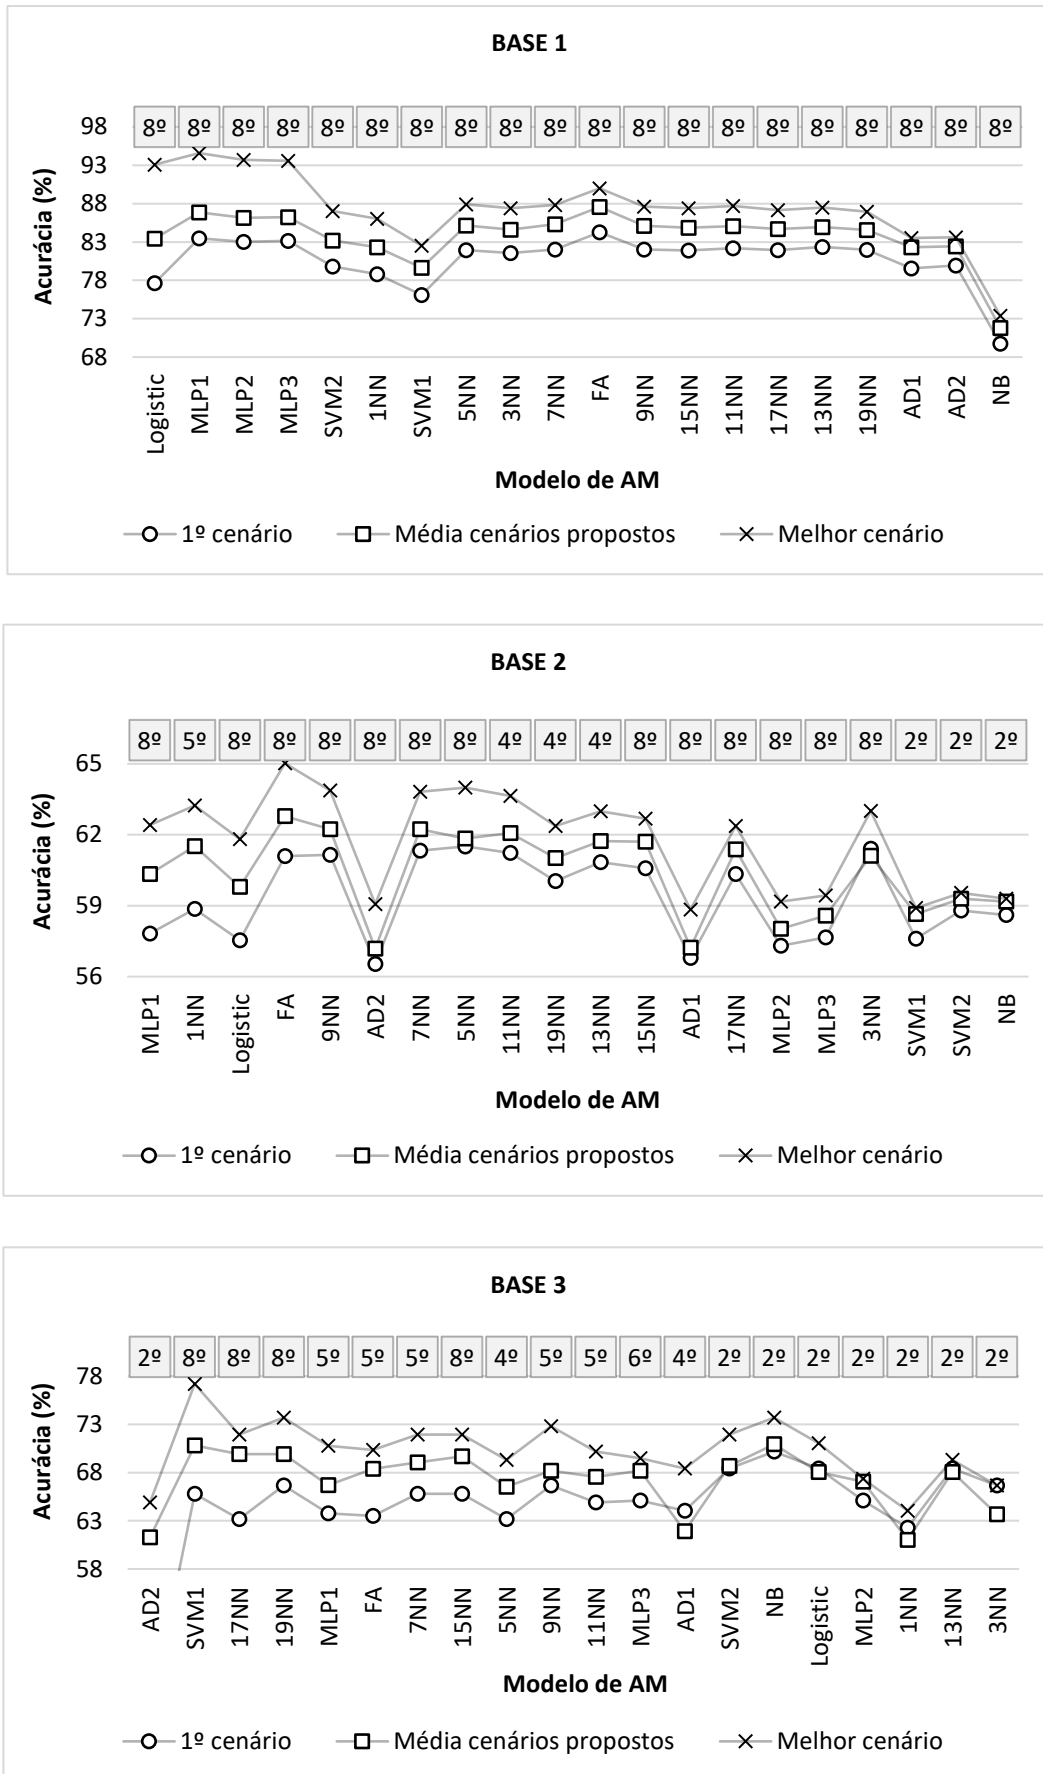 BASE 1
8º 8º 8º 8º 8º 8º 8º 8º 8º 8º 8º 8º 8º 8º 8º 8º 8º 8º 8º 8º
98
93
88
83
78
73
68
Acurácia (%)
Logistic MLP1 MLP2 MLP3 SVM2 1NN SVM1 5NN 3NN 7NN FA 9NN 15NN 11NN 17NN 13NN 19NN AD1 AD2 NB
Modelo de AM
1º cenário Média cenários propostos Melhor cenário
BASE 2
8º 5º 8º 8º 8º 8º 8º 8º 4º 4º 4º 8º 8º 8º 8º 8º 8º 2º 2º 2º
65
62
59
56
Acurácia (%)
MLP1 1NN Logistic FA 9NN AD2 7NN 5NN 11NN 19NN 13NN 15NN AD1 17NN MLP2 MLP3 3NN SVM1 SVM2 NB
Modelo de AM
1º cenário Média cenários propostos Melhor cenário
BASE 3
2º 8º 8º 8º 5º 5º 5º 8º 4º 5º 5º 6º 4º 2º 2º 2º 2º 2º 2º 2º
78
73
68
63
58
Acurácia (%)
AD2 SVM1 17NN 19NN MLP1 FA 7NN 15NN 5NN 9NN 11NN MLP3 AD1 SVM2 NB Logistic MLP2 1NN 13NN 3NN
Modelo de AM
1º cenário Média cenários propostos Melhor cenário